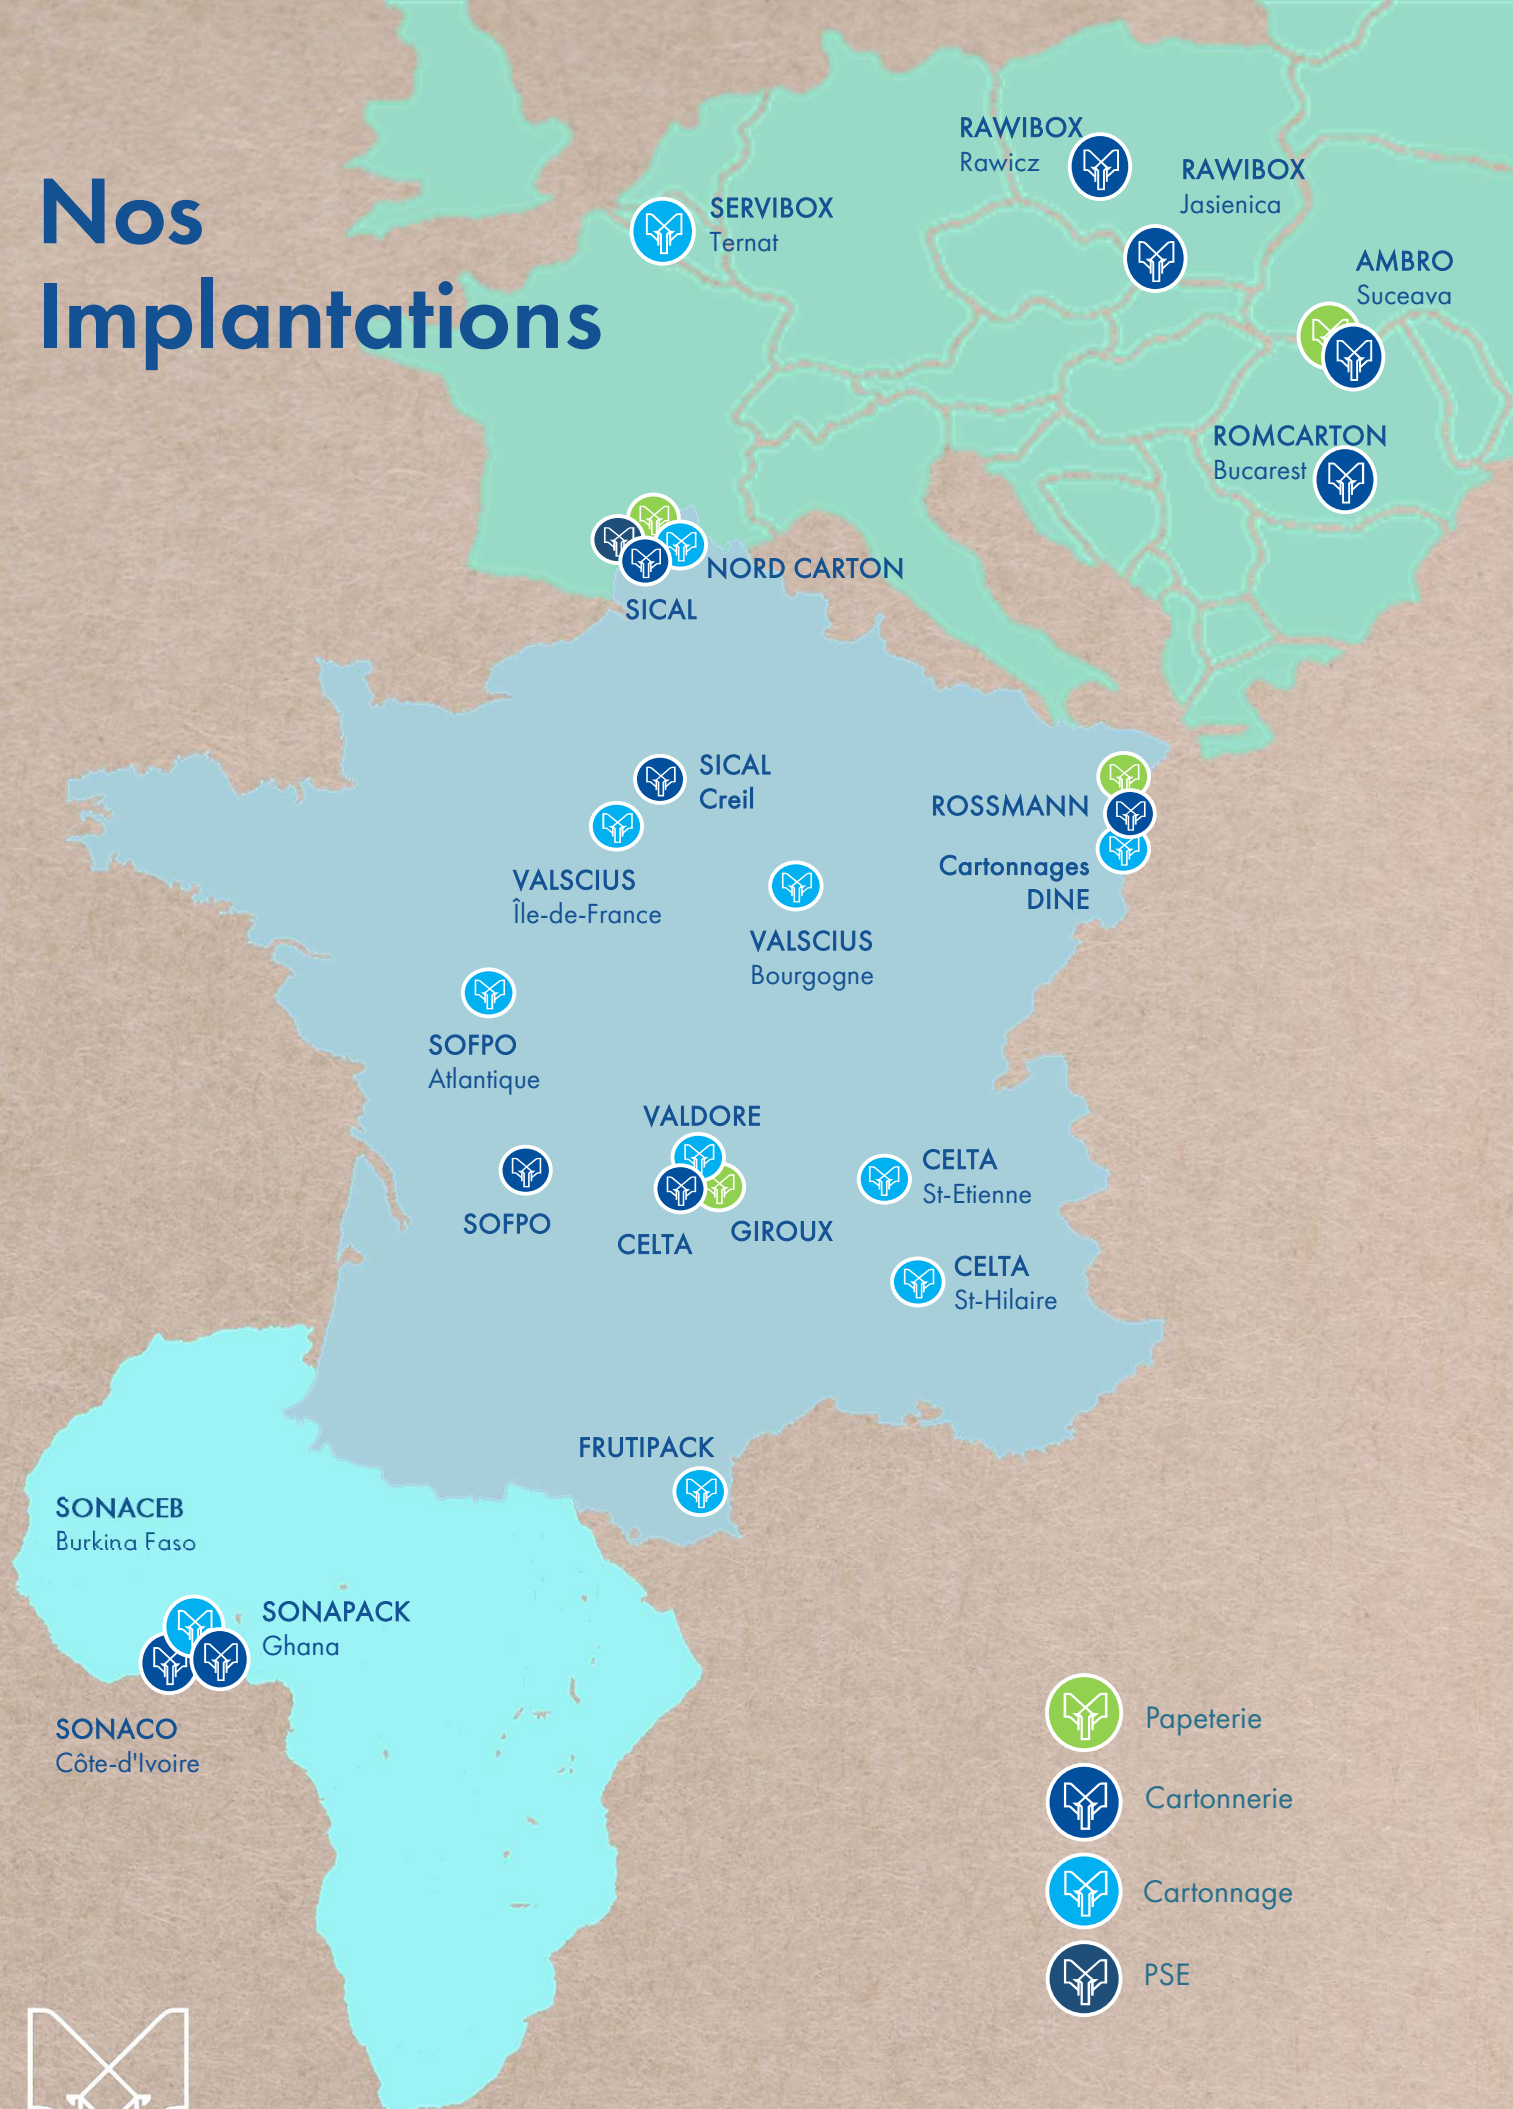 Nos
Implantations
RAWIBOX
Rawicz
RAWIBOX
Jasienica
SERVIBOX
Ternat
AMBRO
Suceava
ROMCARTON
Bucarest
NORD CARTON
SICAL
SICAL
Creil
ROSSMANN
Cartonnages
DINE
VALSCIUS
Île-de-France
VALSCIUS
Bourgogne
SOFPO
Atlantique
VALDORE
CELTA
St-Etienne
SOFPO
CELTA
GIROUX
CELTA
St-Hilaire
FRUTIPACK
SONACEB
Burkina Faso
SONAPACK
Ghana
SONACO
Côte-d'Ivoire
Papeterie
Cartonnerie
Cartonnage
PSE